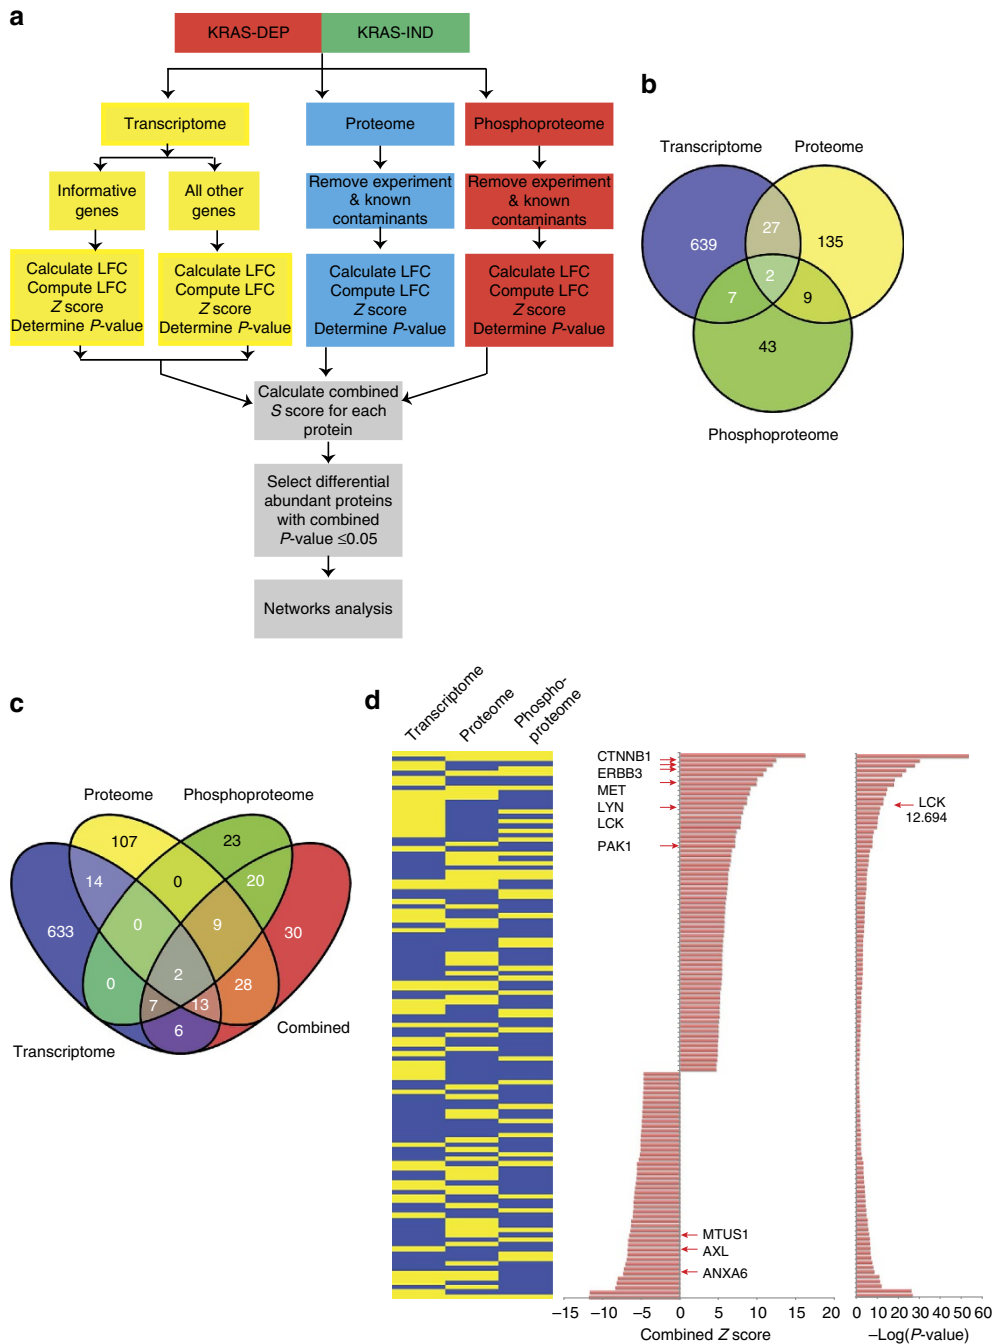 a
KRAS-DEP KRAS-IND
Transcriptome Proteome Phosphoproteome
Informative
genes
All other
genes
Remove experiment
& known
contaminants
Remove experiment
& known
contaminants
Calculate LFC
Compute LFC
Z score
Determine P-value
Calculate LFC
Compute LFC
Z score
Determine P-value
Calculate LFC
Compute LFC
Z score
Determine P-value
Calculate LFC
Compute LFC
Z score
Determine P-value
Calculate combined
S score for each
protein
Select differential
abundant proteins
with combined
P-value ≤0.05
Networks analysis
b
Transcriptome Proteome
639 27 135
2
7 9
43
Phosphoproteome
c
Proteome Phosphoproteome
107 23
14 0 20
633 0 9 30
0 2 28
7 13
6
Transcriptome Combined
d
Transcriptome
Proteome
Phospho-
proteome
CTNNB1
ERBB3
MET
LYN
LCK
PAK1
MTUS1
AXL
ANXA6
–15 –10 –5 0 5 10 15 20
Combined Z score
LCK
12.694
0 10 20 30 40 50 60
–Log(P-value)